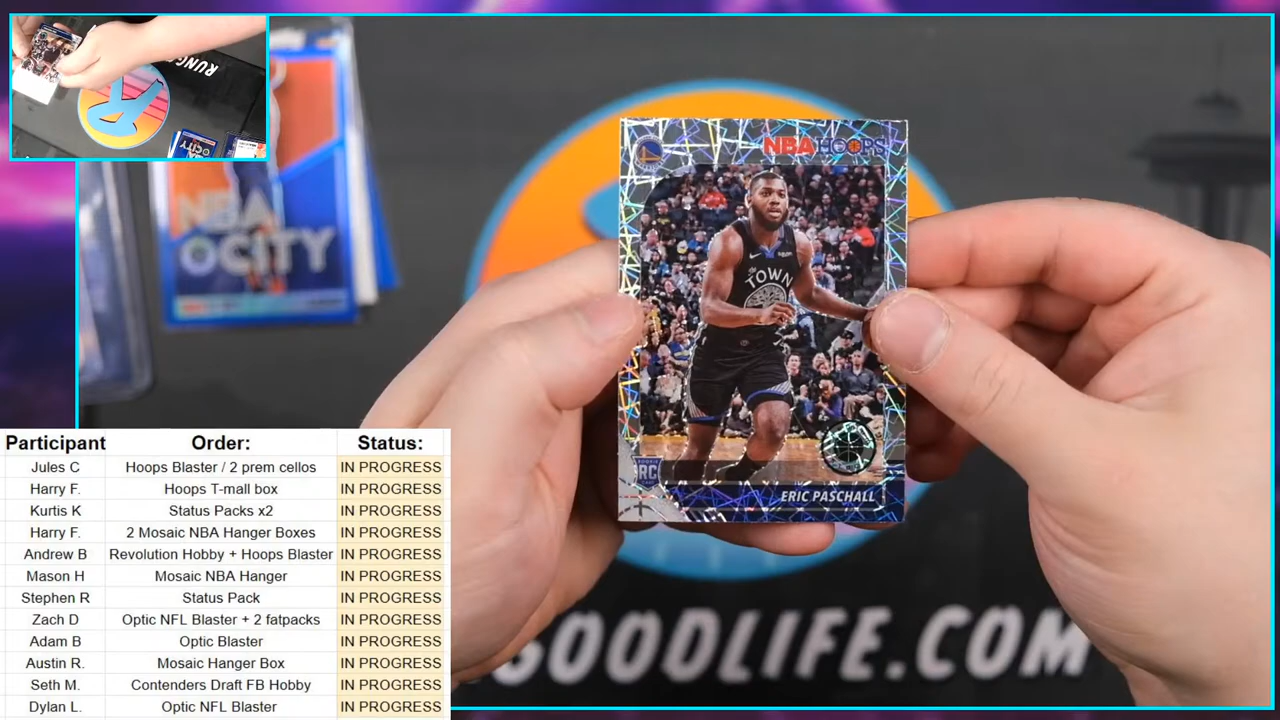 RUNG
NBA
CITY
NBA HOOPS
THE
TOWN
RC
ERIC PASCHALL
GOODLIFE.COM
Participant Order: Status:
Jules C Hoops Blaster / 2 prem cellos IN PROGRESS
Harry F. Hoops T-mall box IN PROGRESS
Kurtis K Status Packs x2 IN PROGRESS
Harry F. 2 Mosaic NBA Hanger Boxes IN PROGRESS
Andrew B Revolution Hobby + Hoops Blaster IN PROGRESS
Mason H Mosaic NBA Hanger IN PROGRESS
Stephen R Status Pack IN PROGRESS
Zach D Optic NFL Blaster + 2 fatpacks IN PROGRESS
Adam B Optic Blaster IN PROGRESS
Austin R. Mosaic Hanger Box IN PROGRESS
Seth M. Contenders Draft FB Hobby IN PROGRESS
Dylan L. Optic NFL Blaster IN PROGRESS